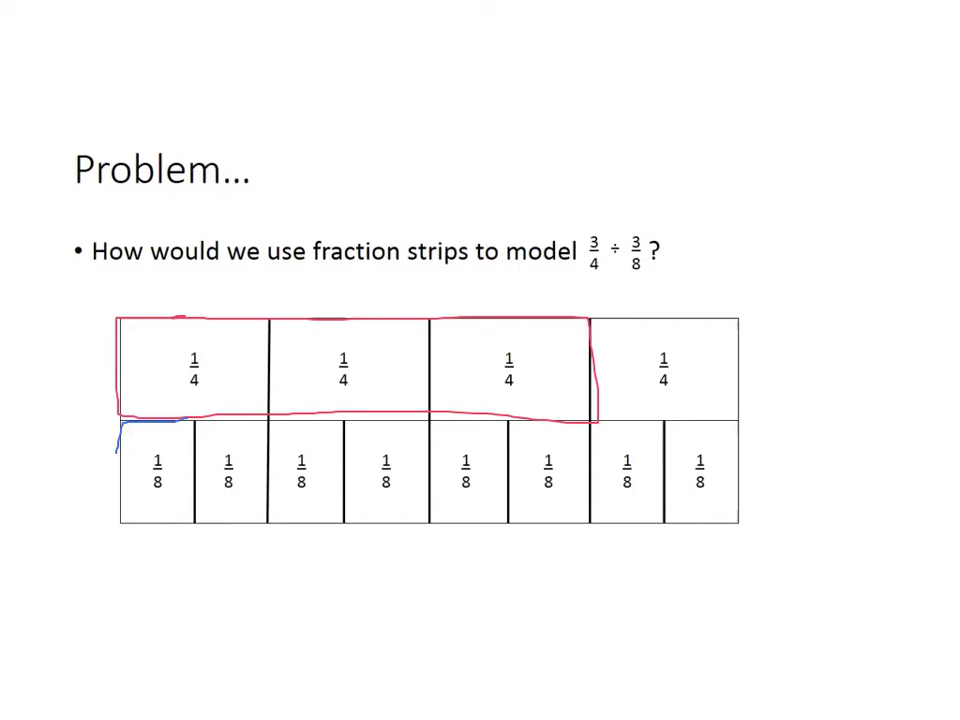 Problem...
• How would we use fraction strips to model 3/4 ÷ 3/8 ?
1/4 1/4 1/4 1/4
1/8 1/8 1/8 1/8 1/8 1/8 1/8 1/8